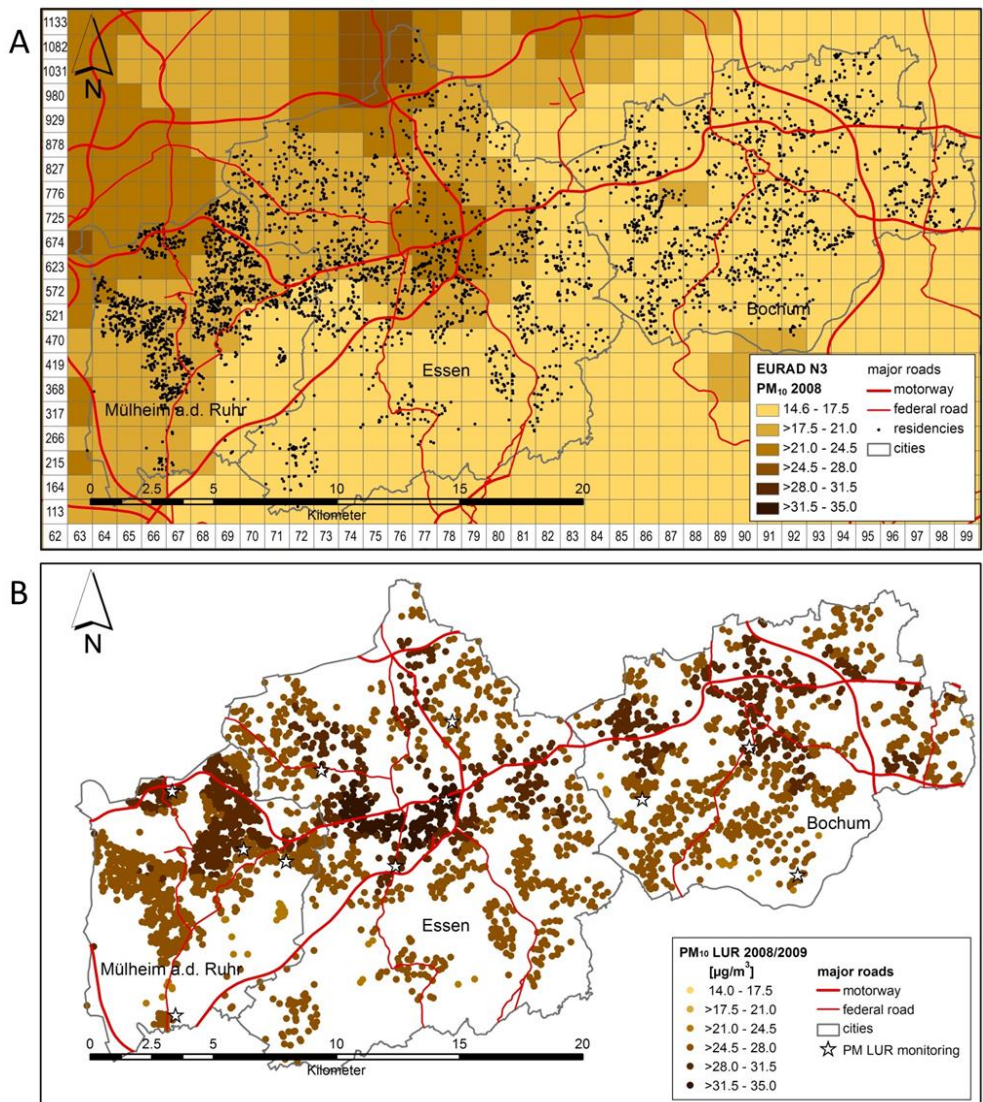 A
1133
1082
1031
980
929
878
827
776
725
674
623
572
521
470
419
368
317
266
215
164
113
N
Bochum
Essen
Mülheim a.d. Ruhr
0 2.5 5 10 15 20
Kilometer
EURAD N3
PM10 2008
14.6 - 17.5
>17.5 - 21.0
>21.0 - 24.5
>24.5 - 28.0
>28.0 - 31.5
>31.5 - 35.0
major roads
motorway
federal road
residencies
cities
62 63 64 65 66 67 68 69 70 71 72 73 74 75 76 77 78 79 80 81 82 83 84 85 86 87 88 89 90 91 92 93 94 95 96 97 98 99
B
N
Bochum
Essen
Mülheim a.d. Ruhr
0 2.5 5 10 15 20
Kilometer
PM10 LUR 2008/2009
[µg/m³]
14.0 - 17.5
>17.5 - 21.0
>21.0 - 24.5
>24.5 - 28.0
>28.0 - 31.5
>31.5 - 35.0
major roads
motorway
federal road
cities
PM LUR monitoring